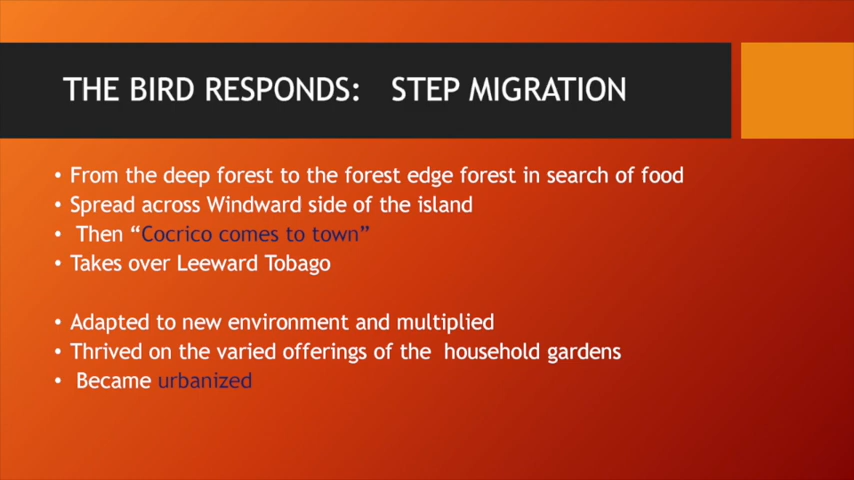 THE BIRD RESPONDS: STEP MIGRATION
• From the deep forest to the forest edge forest in search of food
• Spread across Windward side of the island
• Then “Cocrico comes to town”
• Takes over Leeward Tobago
• Adapted to new environment and multiplied
• Thrived on the varied offerings of the household gardens
• Became urbanized